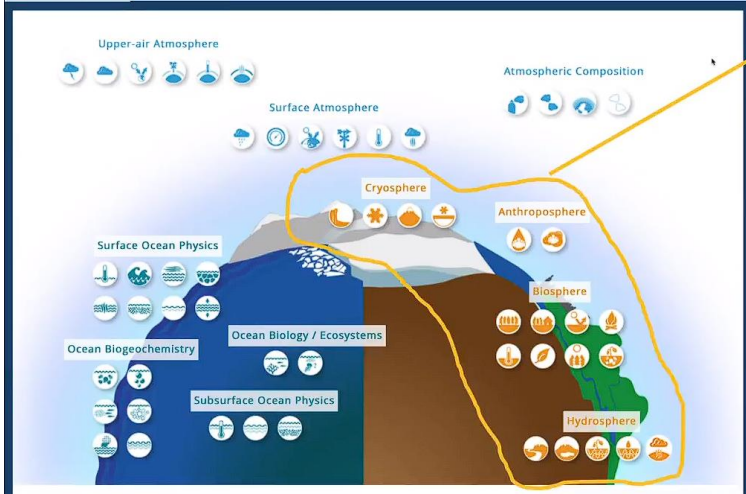 Upper-air Atmosphere
Atmospheric Composition
Surface Atmosphere
Cryosphere
Anthroposphere
Surface Ocean Physics
Biosphere
Ocean Biology / Ecosystems
Ocean Biogeochemistry
Subsurface Ocean Physics
Hydrosphere